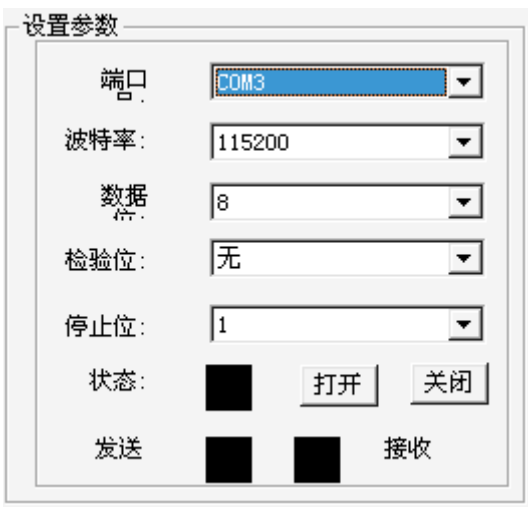 设置参数
端口
COM3
波特率：
115200
数据
位：
8
检验位：
无
停止位：
1
状态：
打开
关闭
发送
接收